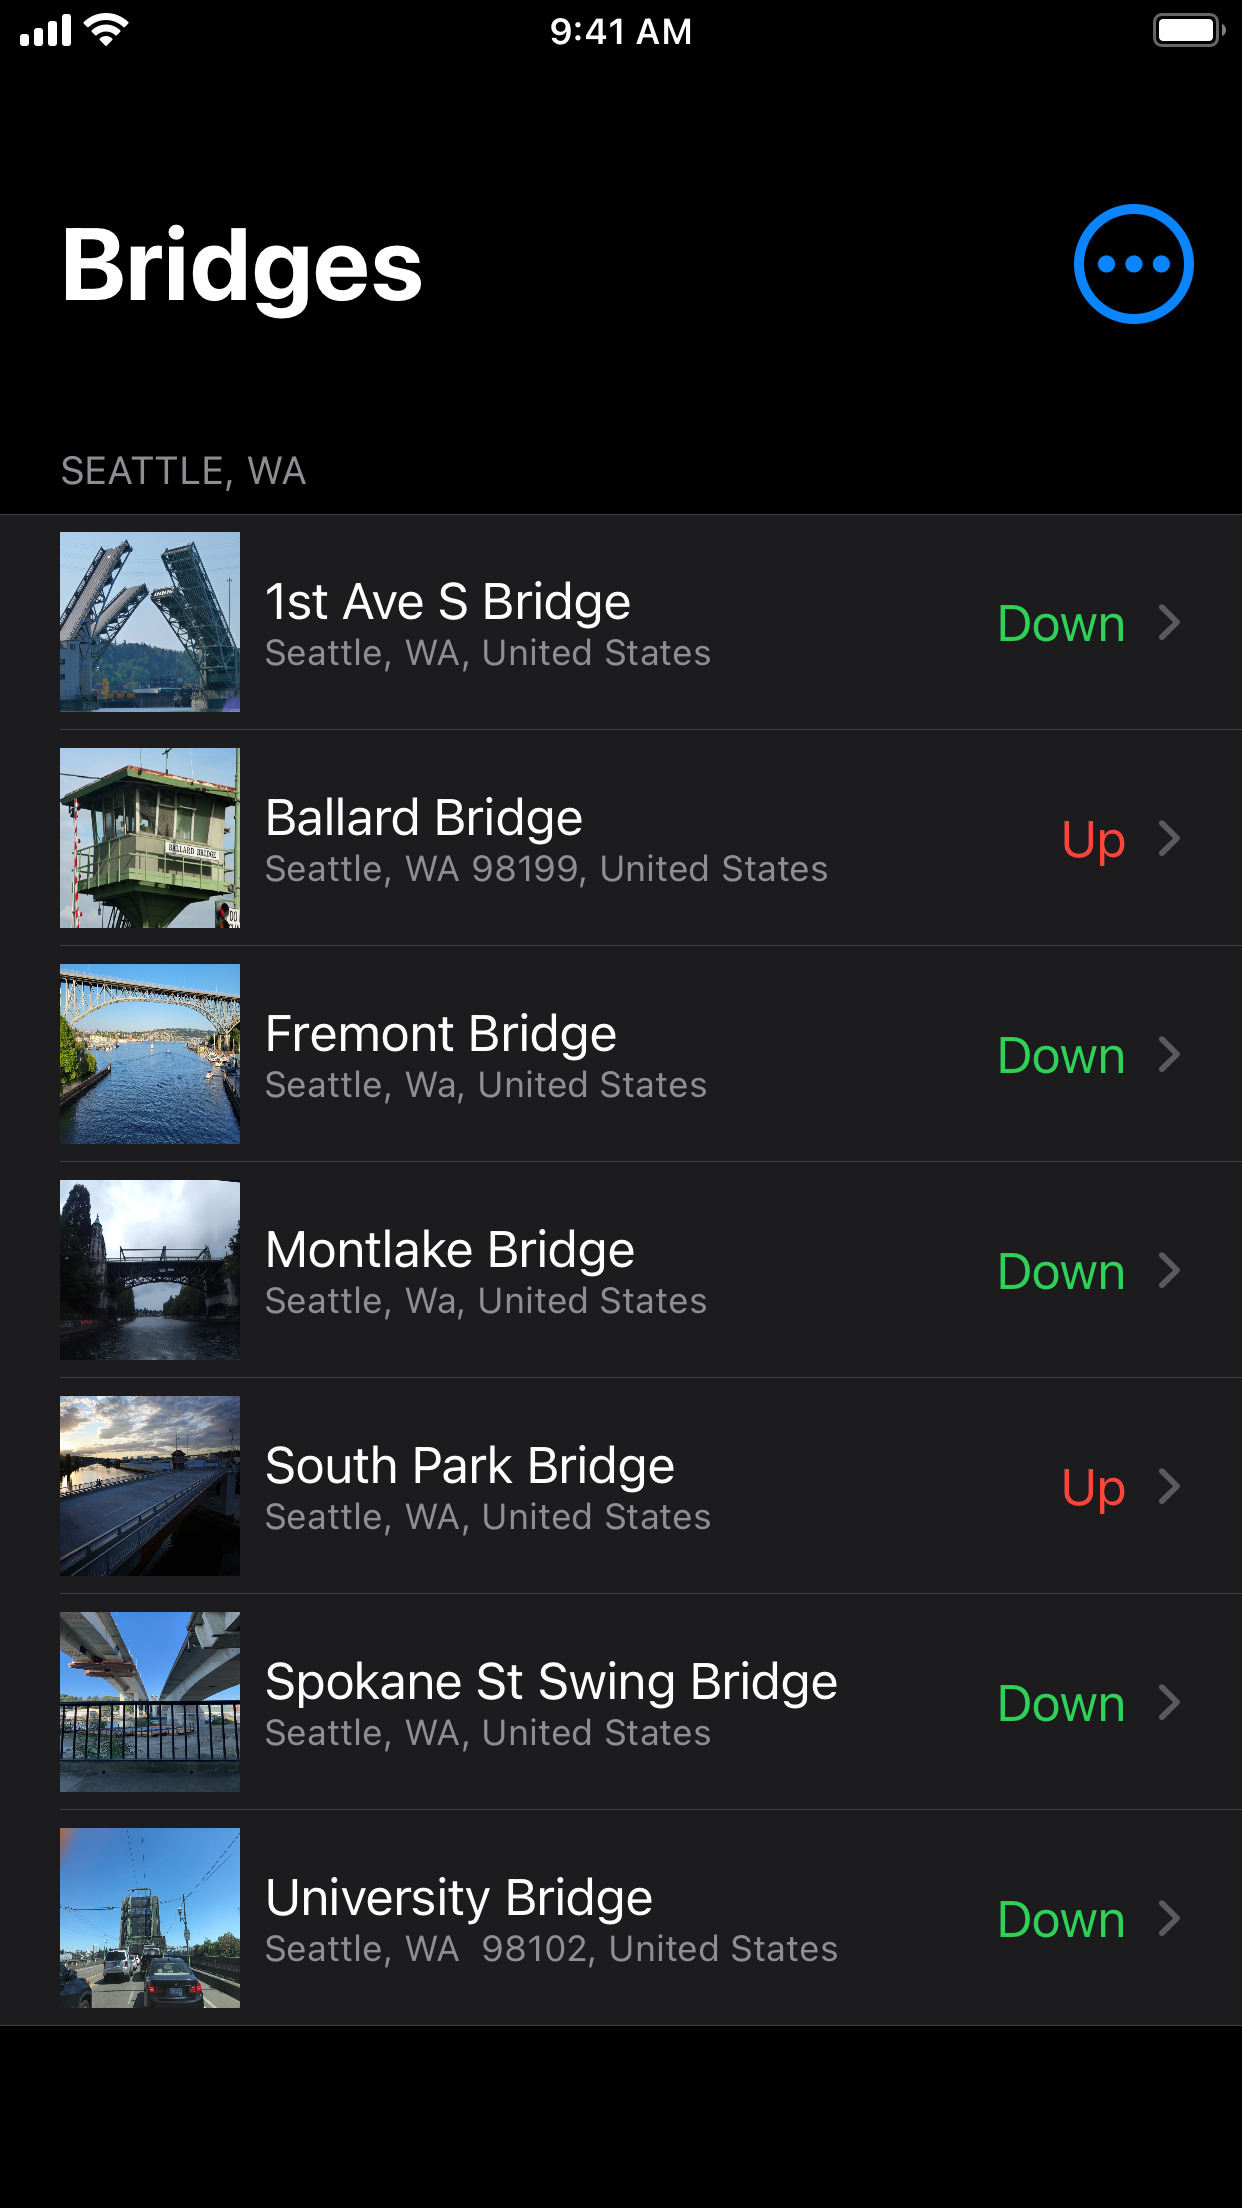 9:41 AM
Bridges
SEATTLE, WA
1st Ave S Bridge
Seattle, WA, United States
Down
Ballard Bridge
Seattle, WA 98199, United States
Up
BALLARD BRIDGE
DO
Fremont Bridge
Seattle, Wa, United States
Down
Montlake Bridge
Seattle, Wa, United States
Down
South Park Bridge
Seattle, WA, United States
Up
Spokane St Swing Bridge
Seattle, WA, United States
Down
University Bridge
Seattle, WA  98102, United States
Down